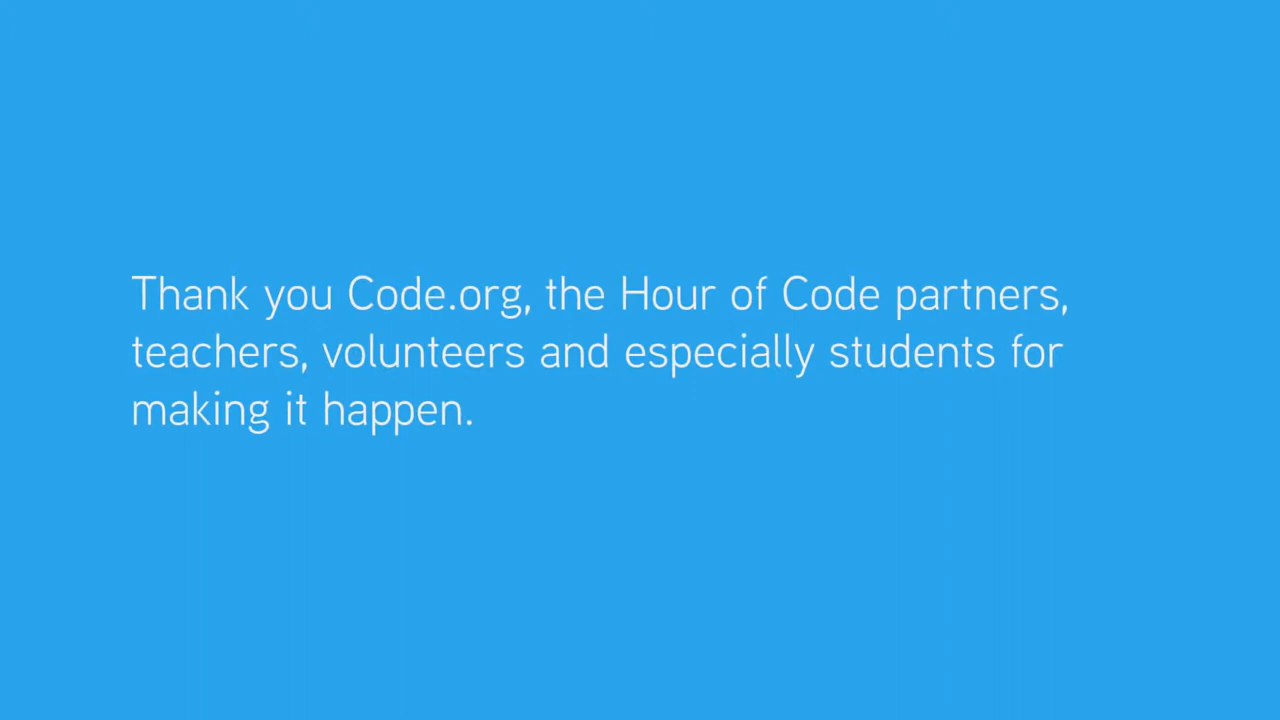 Thank you Code.org, the Hour of Code partners,
teachers, volunteers and especially students for
making it happen.